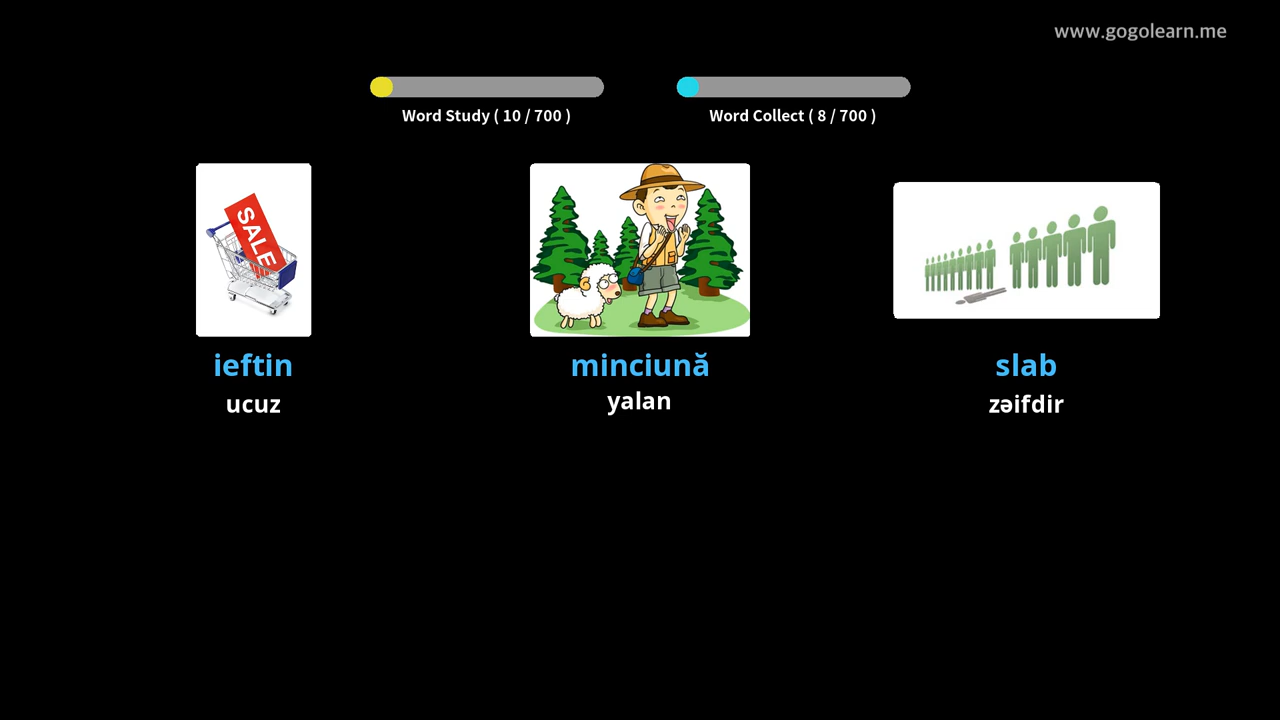 www.gogolearn.me
Word Study ( 10 / 700 )
Word Collect ( 8 / 700 )
SALE
ieftin
minciună
slab
ucuz
yalan
zəifdir